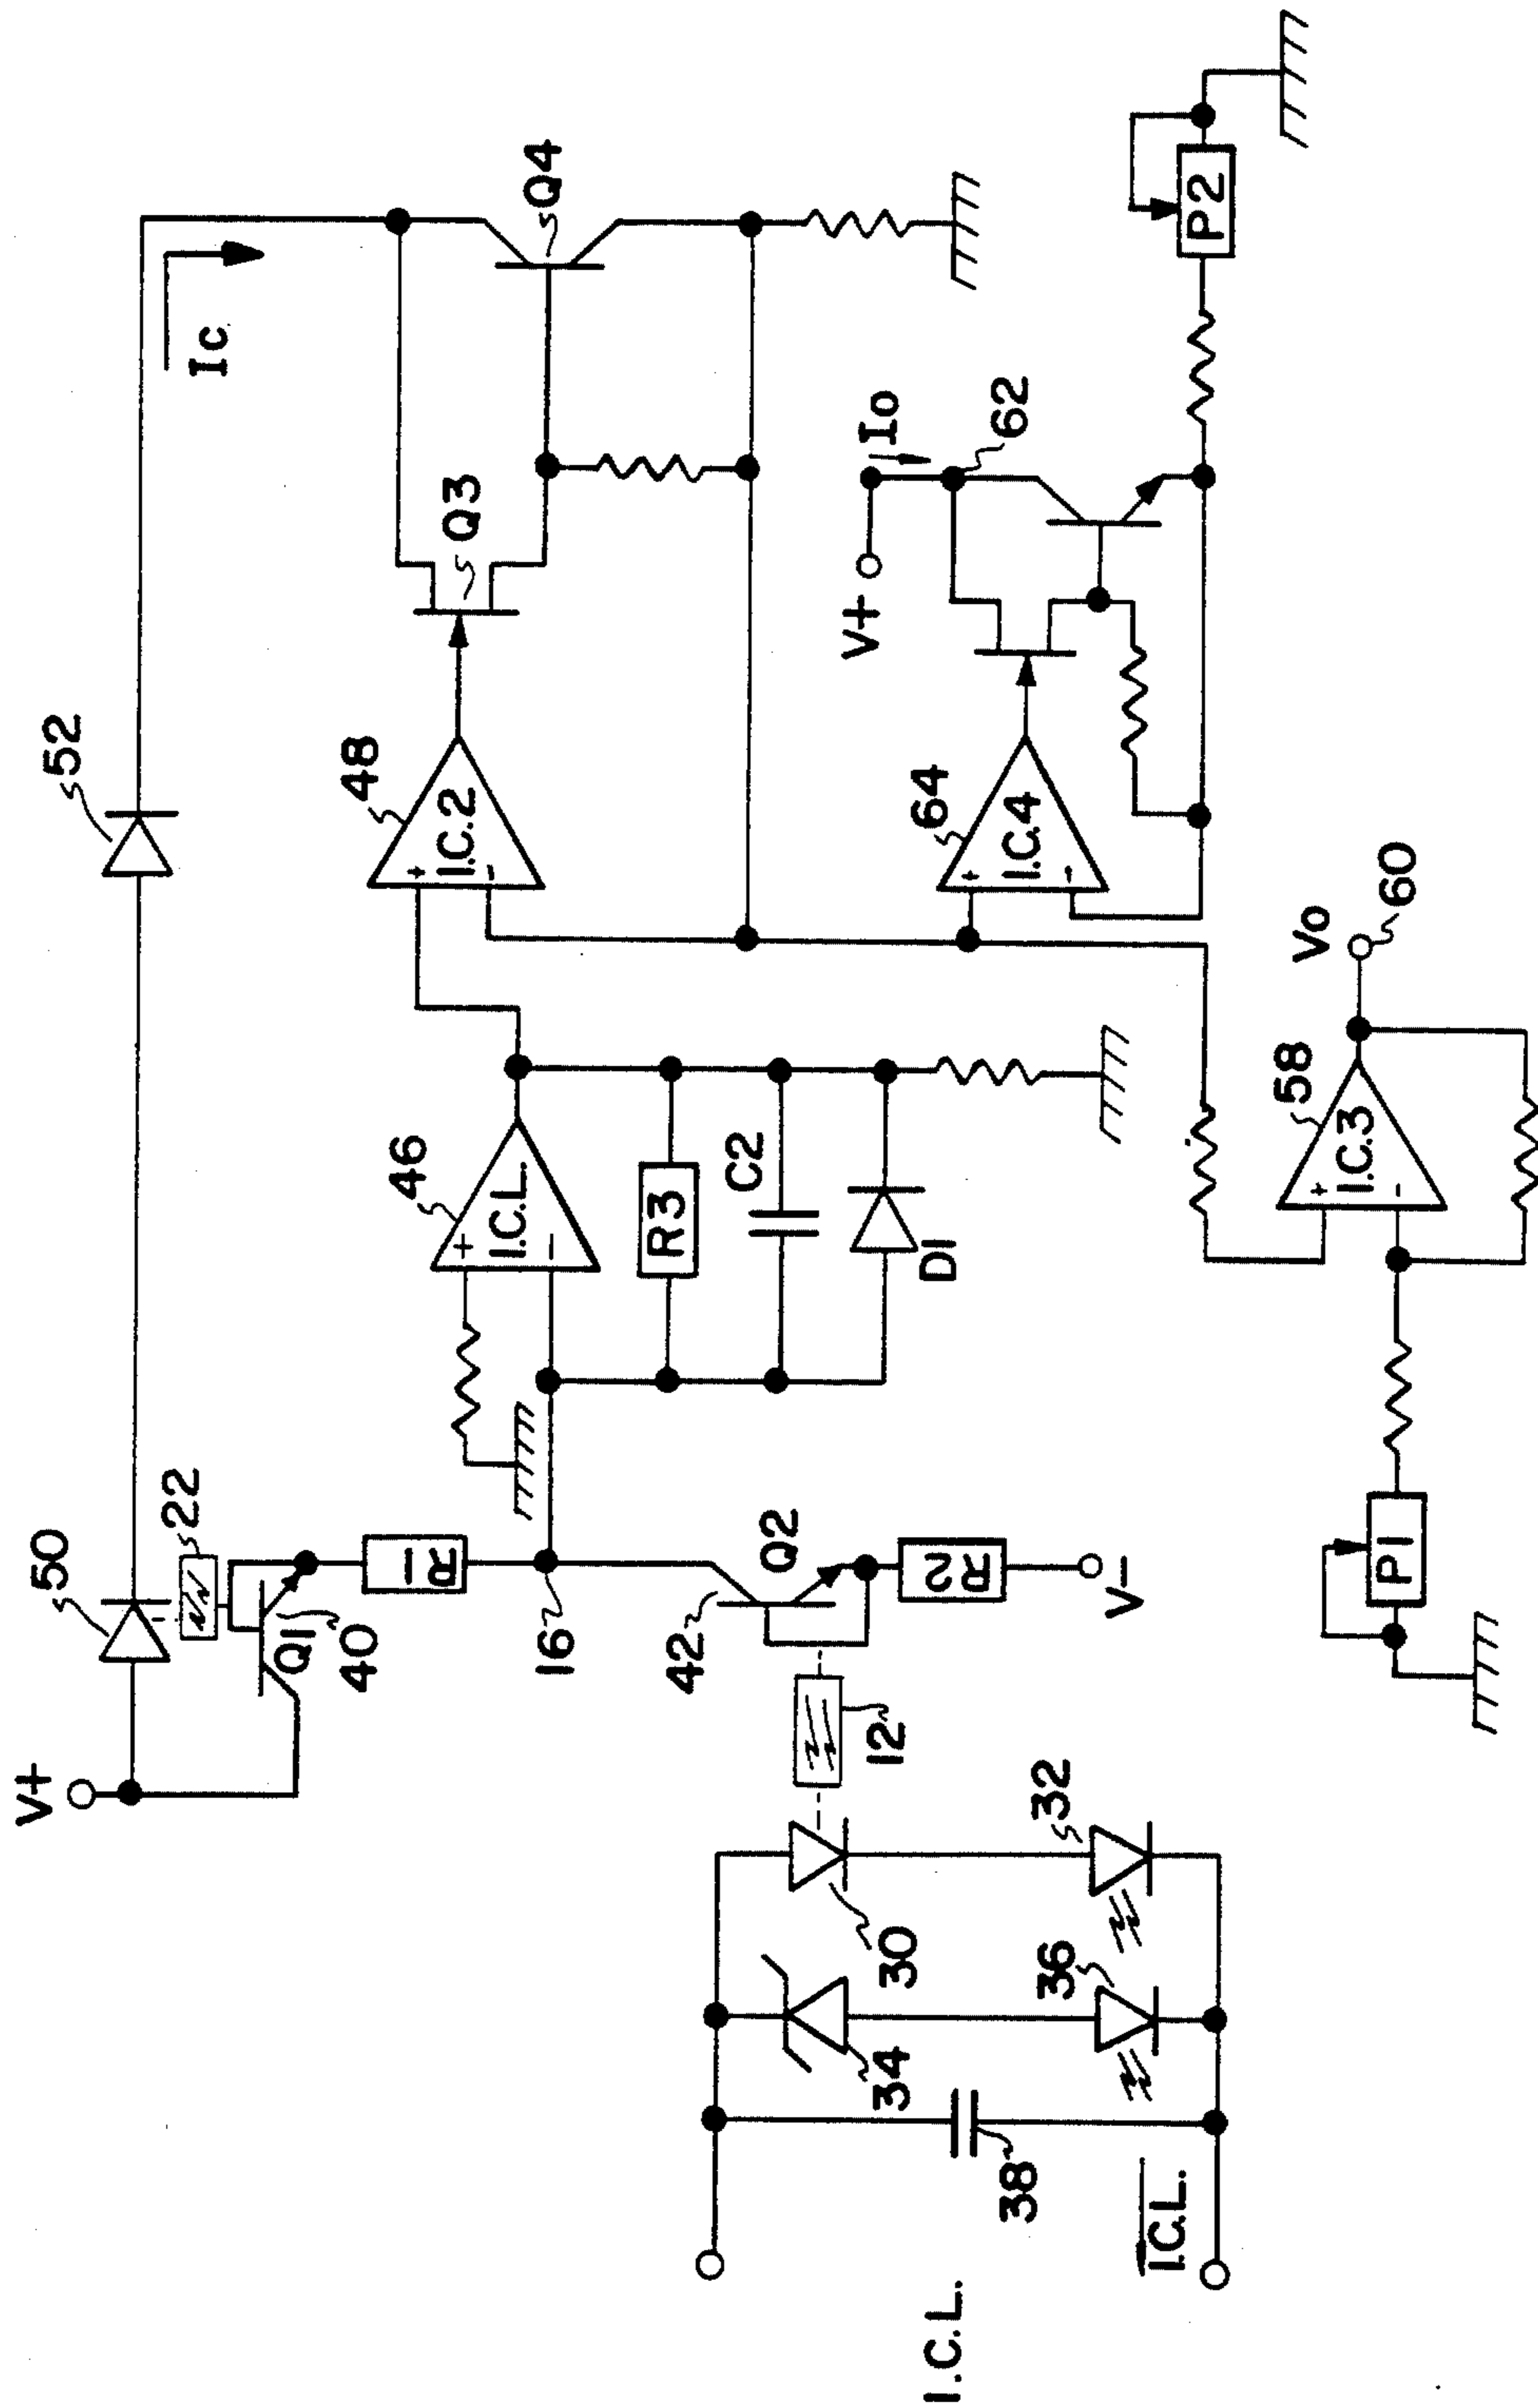 V+
50
22
Q1
40
R1
16
42
Q2
R2
V-
12
30
32
34
36
38
I.C.L.
I.C.L.
46
+
I.C.L.
-
R3
C2
D1
52
48
+
I.C.2
-
Q3
Q4
Ic
V+
Io
62
64
+
I.C.4
-
P2
58
+
I.C.3
-
Vo
60
P1